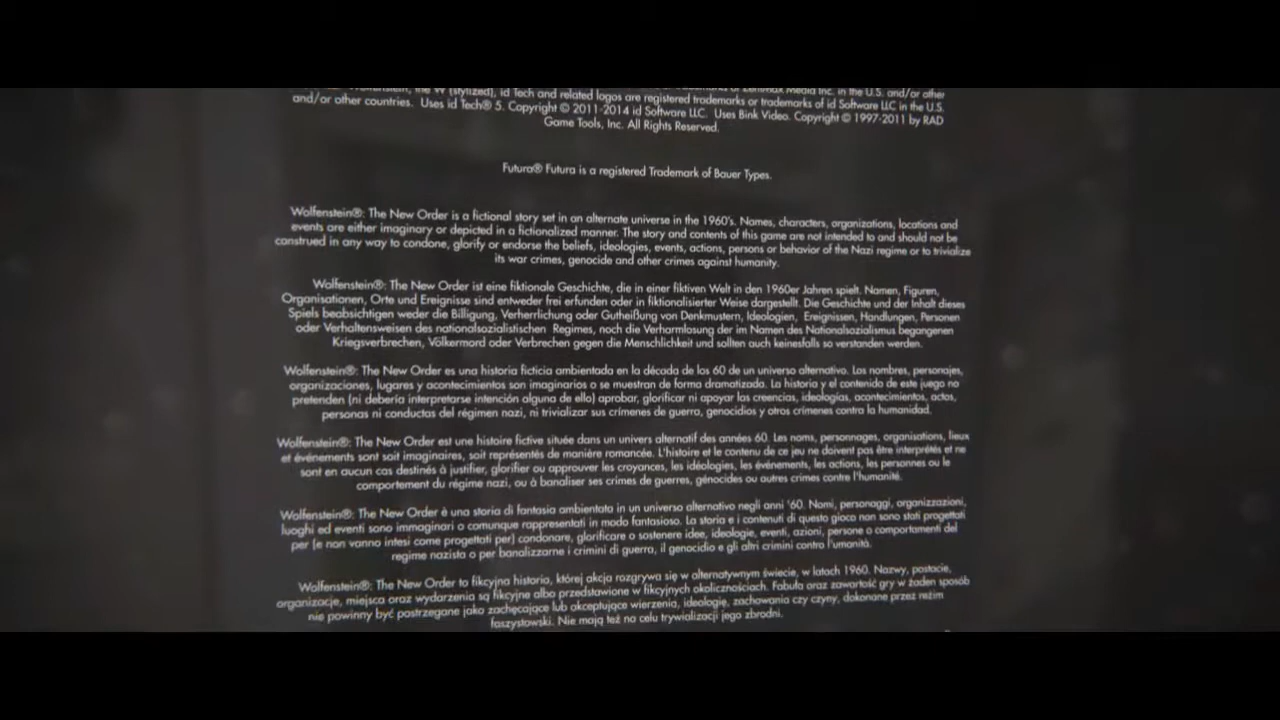 Wolfenstein, the W (stylized), id Tech and related logos are registered trademarks or trademarks of id Software LLC in the U.S.
and/or other countries. Uses id Tech® 5. Copyright © 2011-2014 id Software LLC. Uses Bink Video. Copyright © 1997-2011 by RAD
Game Tools, Inc. All Rights Reserved.
Futura® Futura is a registered Trademark of Bauer Types.
Wolfenstein®: The New Order is a fictional story set in an alternate universe in the 1960's. Names, characters, organizations, locations and
events are either imaginary or depicted in a fictionalized manner. The story and contents of this game are not intended to and should not be
construed in any way to condone, glorify or endorse the beliefs, ideologies, events, actions, persons or behavior of the Nazi regime or to trivialize
its war crimes, genocide and other crimes against humanity.
Wolfenstein®: The New Order ist eine fiktionale Geschichte, die in einer fiktiven Welt in den 1960er Jahren spielt. Namen, Figuren,
Organisationen, Orte und Ereignisse sind entweder frei erfunden oder in fiktionalisierter Weise dargestellt. Die Geschichte und der Inhalt dieses
Spiels beabsichtigen weder die Billigung, Verherrlichung oder Gutheißung von Denkmustern, Ideologien, Ereignissen, Handlungen, Personen
oder Verhaltensweisen des nationalsozialistischen Regimes, noch die Verharmlosung der im Namen des Nationalsozialismus begangenen
Kriegsverbrechen, Völkermord oder Verbrechen gegen die Menschlichkeit und sollten auch keinesfalls so verstanden werden.
Wolfenstein®: The New Order es una historia ficticia ambientada en la década de los 60 de un universo alternativo. Los nombres, personajes,
organizaciones, lugares y acontecimientos son imaginarios o se muestran de forma dramatizada. La historia y el contenido de este juego no
pretenden (ni debería interpretarse intención alguna de ello) aprobar, glorificar ni apoyar las creencias, ideologías, acontecimientos, actos,
personas ni conductas del régimen nazi, ni trivializar sus crímenes de guerra, genocidios y otros crímenes contra la humanidad.
Wolfenstein®: The New Order est une histoire fictive située dans un univers alternatif des années 60. Les noms, personnages, organisations, lieux
et événements sont soit imaginaires, soit représentés de manière romancée. L'histoire et le contenu de ce jeu ne doivent pas être interprétés et ne
sont en aucun cas destinés à justifier, glorifier ou approuver les croyances, les idéologies, les événements, les actions, les personnes ou le
comportement du régime nazi, ou à banaliser ses crimes de guerres, génocides ou autres crimes contre l'humanité.
Wolfenstein®: The New Order è una storia di fantasia ambientata in un universo alternativo negli anni '60. Nomi, personaggi, organizzazioni,
luoghi ed eventi sono immaginari o comunque rappresentati in modo fantasioso. La storia e i contenuti di questo gioco non sono stati progettati
per (e non vanno intesi come progettati per) condonare, glorificare o sostenere idee, ideologie, eventi, azioni, persone o comportamenti del
regime nazista o per banalizzarne i crimini di guerra, il genocidio e gli altri crimini contro l'umanità.
Wolfenstein®: The New Order to fikcyjna historia, której akcja rozgrywa się w alternatywnym świecie, w latach 1960. Nazwy, postacie,
organizacje, miejsca oraz wydarzenia są fikcyjne albo przedstawione w fikcyjnych okolicznościach. Fabuła oraz zawartość gry w żaden sposób
nie powinny być postrzegane jako zachęcające lub akceptujące wierzenia, ideologię, zachowania czy czyny, dokonane przez reżim
faszystowski. Nie mają też na celu trywializacji jego zbrodni.